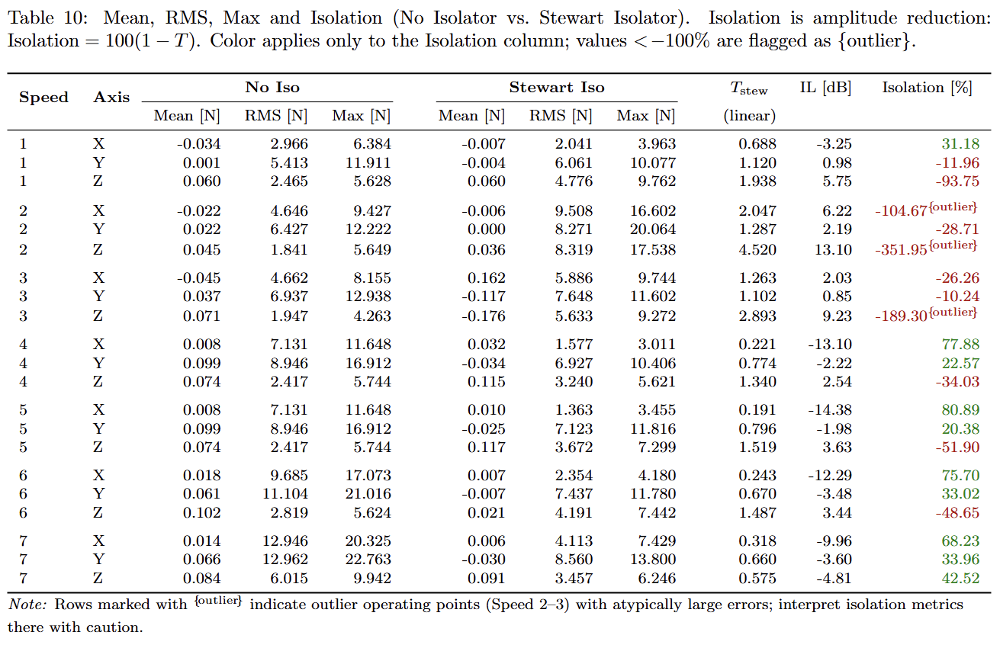 Table 10: Mean, RMS, Max and Isolation (No Isolator vs. Stewart Isolator). Isolation is amplitude reduction:
Isolation = 100(1 − T). Color applies only to the Isolation column; values < −100% are flagged as {outlier}.
Speed Axis No Iso Stewart Iso T_stew IL [dB] Isolation [%]
Mean [N] RMS [N] Max [N] Mean [N] RMS [N] Max [N] (linear)
1 X -0.034 2.966 6.384 -0.007 2.041 3.963 0.688 -3.25 31.18
1 Y 0.001 5.413 11.911 -0.004 6.061 10.077 1.120 0.98 -11.96
1 Z 0.060 2.465 5.628 0.060 4.776 9.762 1.938 5.75 -93.75
2 X -0.022 4.646 9.427 -0.006 9.508 16.602 2.047 6.22 -104.67{outlier}
2 Y 0.022 6.427 12.222 0.000 8.271 20.064 1.287 2.19 -28.71
2 Z 0.045 1.841 5.649 0.036 8.319 17.538 4.520 13.10 -351.95{outlier}
3 X -0.045 4.662 8.155 0.162 5.886 9.744 1.263 2.03 -26.26
3 Y 0.037 6.937 12.938 -0.117 7.648 11.602 1.102 0.85 -10.24
3 Z 0.071 1.947 4.263 -0.176 5.633 9.272 2.893 9.23 -189.30{outlier}
4 X 0.008 7.131 11.648 0.032 1.577 3.011 0.221 -13.10 77.88
4 Y 0.099 8.946 16.912 -0.034 6.927 10.406 0.774 -2.22 22.57
4 Z 0.074 2.417 5.744 0.115 3.240 5.621 1.340 2.54 -34.03
5 X 0.008 7.131 11.648 0.010 1.363 3.455 0.191 -14.38 80.89
5 Y 0.099 8.946 16.912 -0.025 7.123 11.816 0.796 -1.98 20.38
5 Z 0.074 2.417 5.744 0.117 3.672 7.299 1.519 3.63 -51.90
6 X 0.018 9.685 17.073 0.007 2.354 4.180 0.243 -12.29 75.70
6 Y 0.061 11.104 21.016 -0.007 7.437 11.780 0.670 -3.48 33.02
6 Z 0.102 2.819 5.624 0.021 4.191 7.442 1.487 3.44 -48.65
7 X 0.014 12.946 20.325 0.006 4.113 7.429 0.318 -9.96 68.23
7 Y 0.066 12.962 22.763 -0.030 8.560 13.800 0.660 -3.60 33.96
7 Z 0.084 6.015 9.942 0.091 3.457 6.246 0.575 -4.81 42.52
Note: Rows marked with {outlier} indicate outlier operating points (Speed 2–3) with atypically large errors; interpret isolation metrics
there with caution.